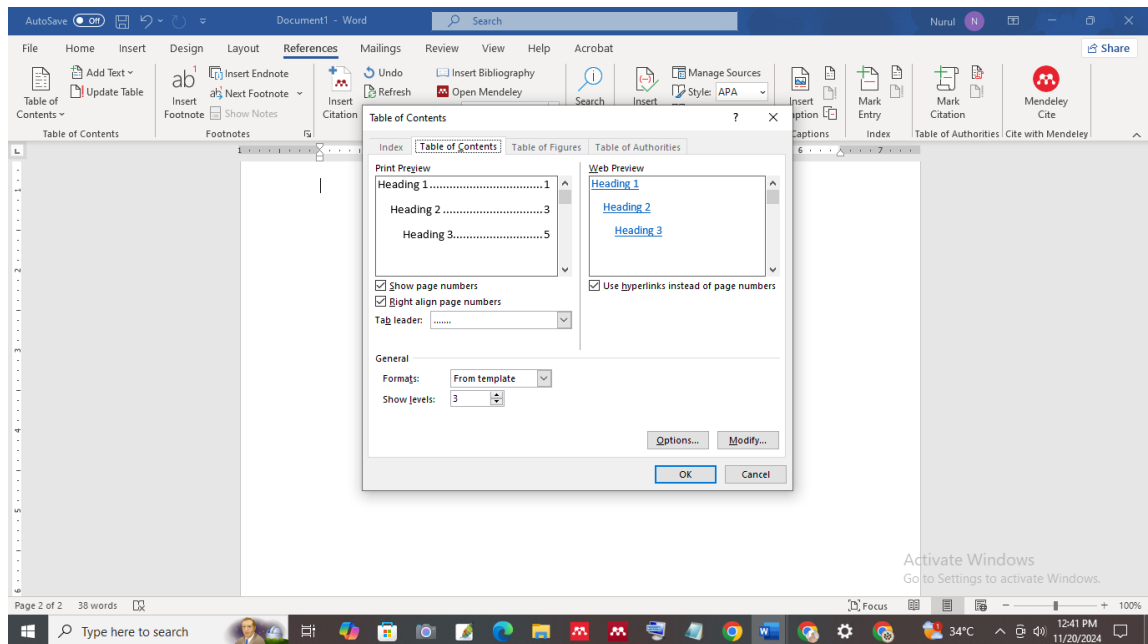 AutoSave Off Document1 - Word Search Nurul N
File Home Insert Design Layout References Mailings Review View Help Acrobat Share
Table of Contents
Add Text
Update Table
Table of Contents
ab Insert Footnote
Insert Endnote
Next Footnote
Show Notes
Footnotes
Insert Citation
Undo
Refresh
Insert Bibliography
Open Mendeley
Search
Insert
Manage Sources
Style: APA
Insert Caption
Captions
Mark Entry
Index
Mark Citation
Table of Authorities
Mendeley Cite
Cite with Mendeley
Table of Contents ? ×
Index Table of Contents Table of Figures Table of Authorities
Print Preview
Heading 1............................1
Heading 2.........................3
Heading 3......................5
Show page numbers
Right align page numbers
Tab leader: .......
Web Preview
Heading 1
Heading 2
Heading 3
Use hyperlinks instead of page numbers
General
Formats: From template
Show levels: 3
Options... Modify...
OK Cancel
1 6 7
Activate Windows
Go to Settings to activate Windows.
Page 2 of 2 38 words Focus 100%
Type here to search 34°C 12:41 PM
11/20/2024